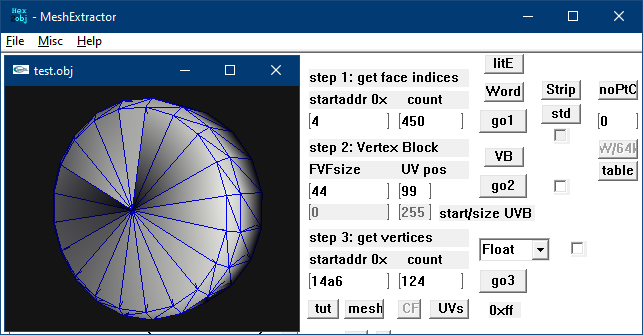 Hex 2 obj - MeshExtractor
File Misc Help
test.obj
litE
step 1: get face indices
Word Strip noPtC
startaddr 0x count
std
4 450 go1 0
step 2: Vertex Block
VB W/64k
FVFsize UV pos
table
44 99 go2
0 255 start/size UVB
step 3: get vertices
Float
startaddr 0x count
14a6 124 go3
tut mesh CF UVs 0xff